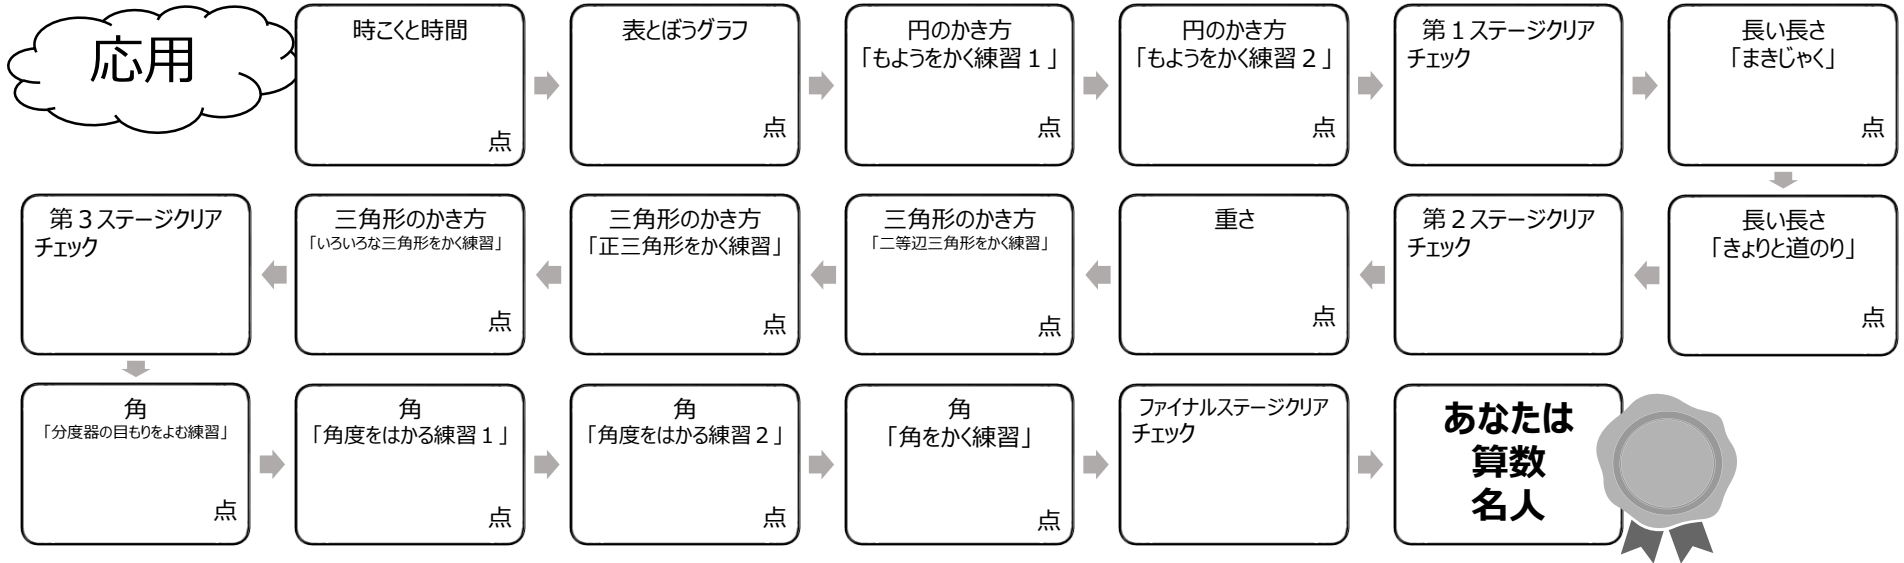 応用
時こくと時間
点
表とぼうグラフ
点
円のかき方
「もようをかく練習１」
点
円のかき方
「もようをかく練習２」
点
第１ステージクリア
チェック
長い長さ
「まきじゃく」
点
長い長さ
「きょりと道のり」
点
第２ステージクリア
チェック
重さ
点
三角形のかき方
「二等辺三角形をかく練習」
点
三角形のかき方
「正三角形をかく練習」
点
三角形のかき方
「いろいろな三角形をかく練習」
点
第３ステージクリア
チェック
角
「分度器の目もりをよむ練習」
点
角
「角度をはかる練習１」
点
角
「角度をはかる練習２」
点
角
「角をかく練習」
点
ファイナルステージクリア
チェック
あなたは
算数
名人